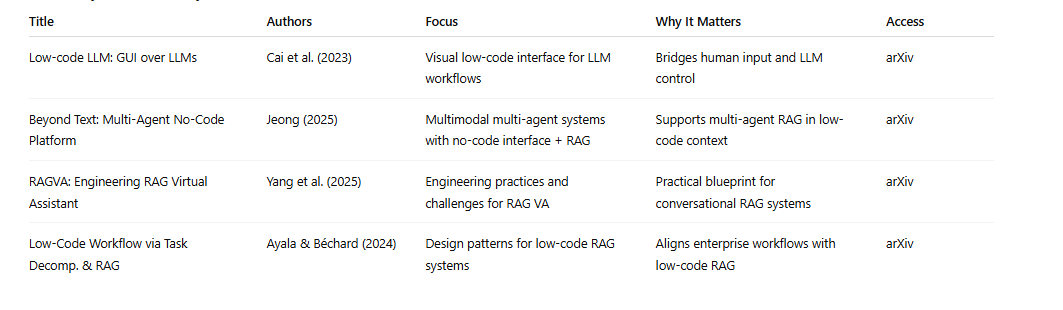 Title Authors Focus Why It Matters Access
Low-code LLM: GUI over LLMs Cai et al. (2023) Visual low-code interface for LLM Bridges human input and LLM arXiv
workflows control
Beyond Text: Multi-Agent No-Code Jeong (2025) Multimodal multi-agent systems Supports multi-agent RAG in low- arXiv
Platform with no-code interface + RAG code context
RAGVA: Engineering RAG Virtual Yang et al. (2025) Engineering practices and Practical blueprint for arXiv
Assistant challenges for RAG VA conversational RAG systems
Low-Code Workflow via Task Ayala & Béchard (2024) Design patterns for low-code RAG Aligns enterprise workflows with arXiv
Decomp. & RAG systems low-code RAG